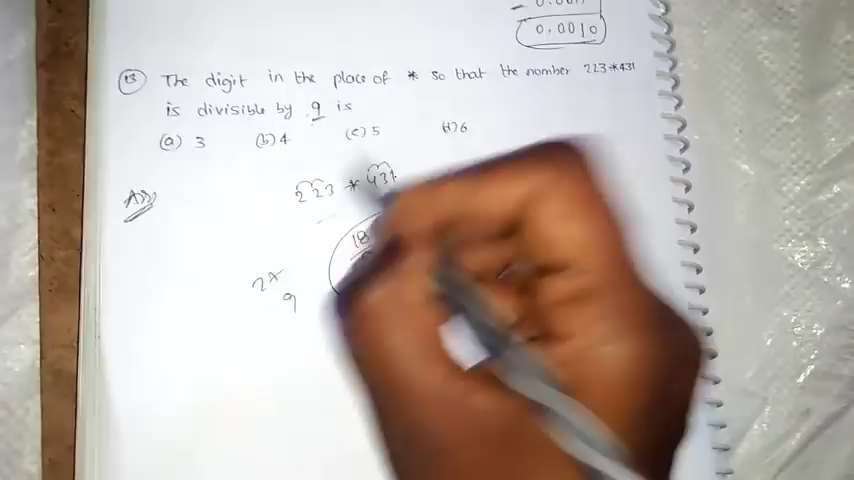 0.0010
13 The digit in the place of * so that the number 223*431
is divisible by 9 is
(a) 3 (b) 4 (c) 5 (d) 6
Ans
223 * 431
18
2*
9